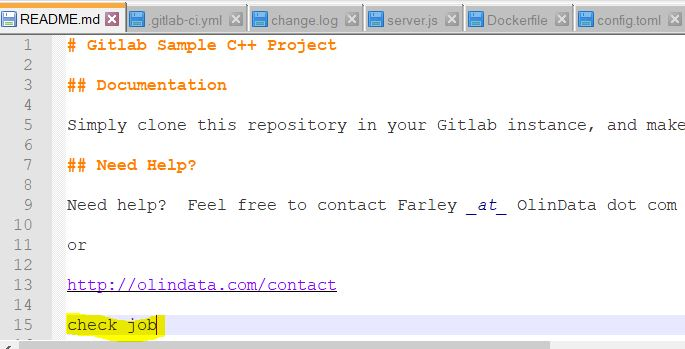 README.md .gitlab-ci.yml change.log server.js Dockerfile config.toml
1 # Gitlab Sample C++ Project
2
3 ## Documentation
4
5 Simply clone this repository in your Gitlab instance, and make
6
7 ## Need Help?
8
9 Need help?  Feel free to contact Farley _at_ OlinData dot com
10
11 or
12
13 http://olindata.com/contact
14
15 check job